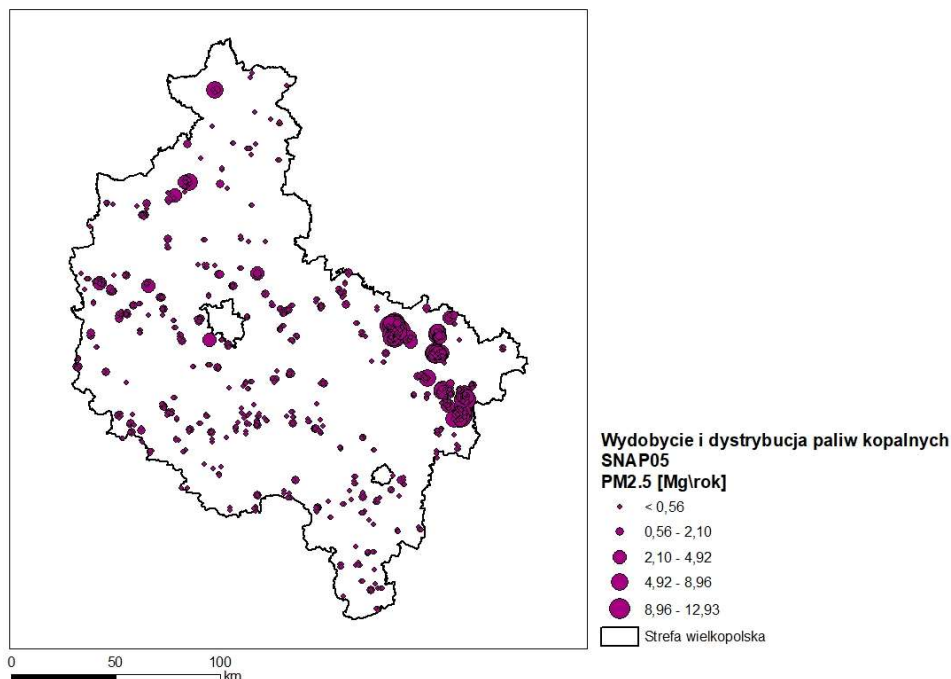 Wydobycie i dystrybucja paliw kopalnych
SNAP05
PM2.5 [Mg\rok]
< 0,56
0,56 - 2,10
2,10 - 4,92
4,92 - 8,96
8,96 - 12,93
Strefa wielkopolska
0 50 100
km